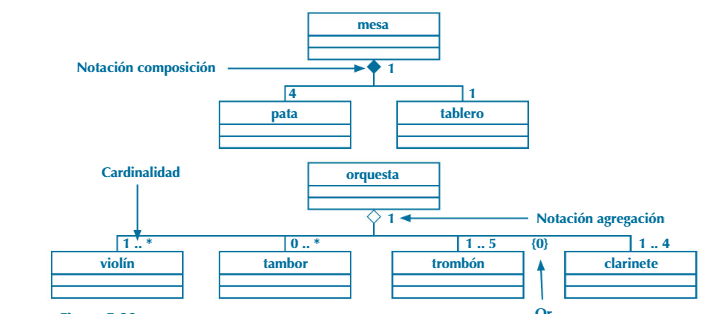 mesa
Notación composición
1
4
1
pata
tablero
Cardinalidad
orquesta
1
Notación agregación
1 .. *
0 .. *
1 .. 5
{0}
1 .. 4
violín
tambor
trombón
clarinete
Or